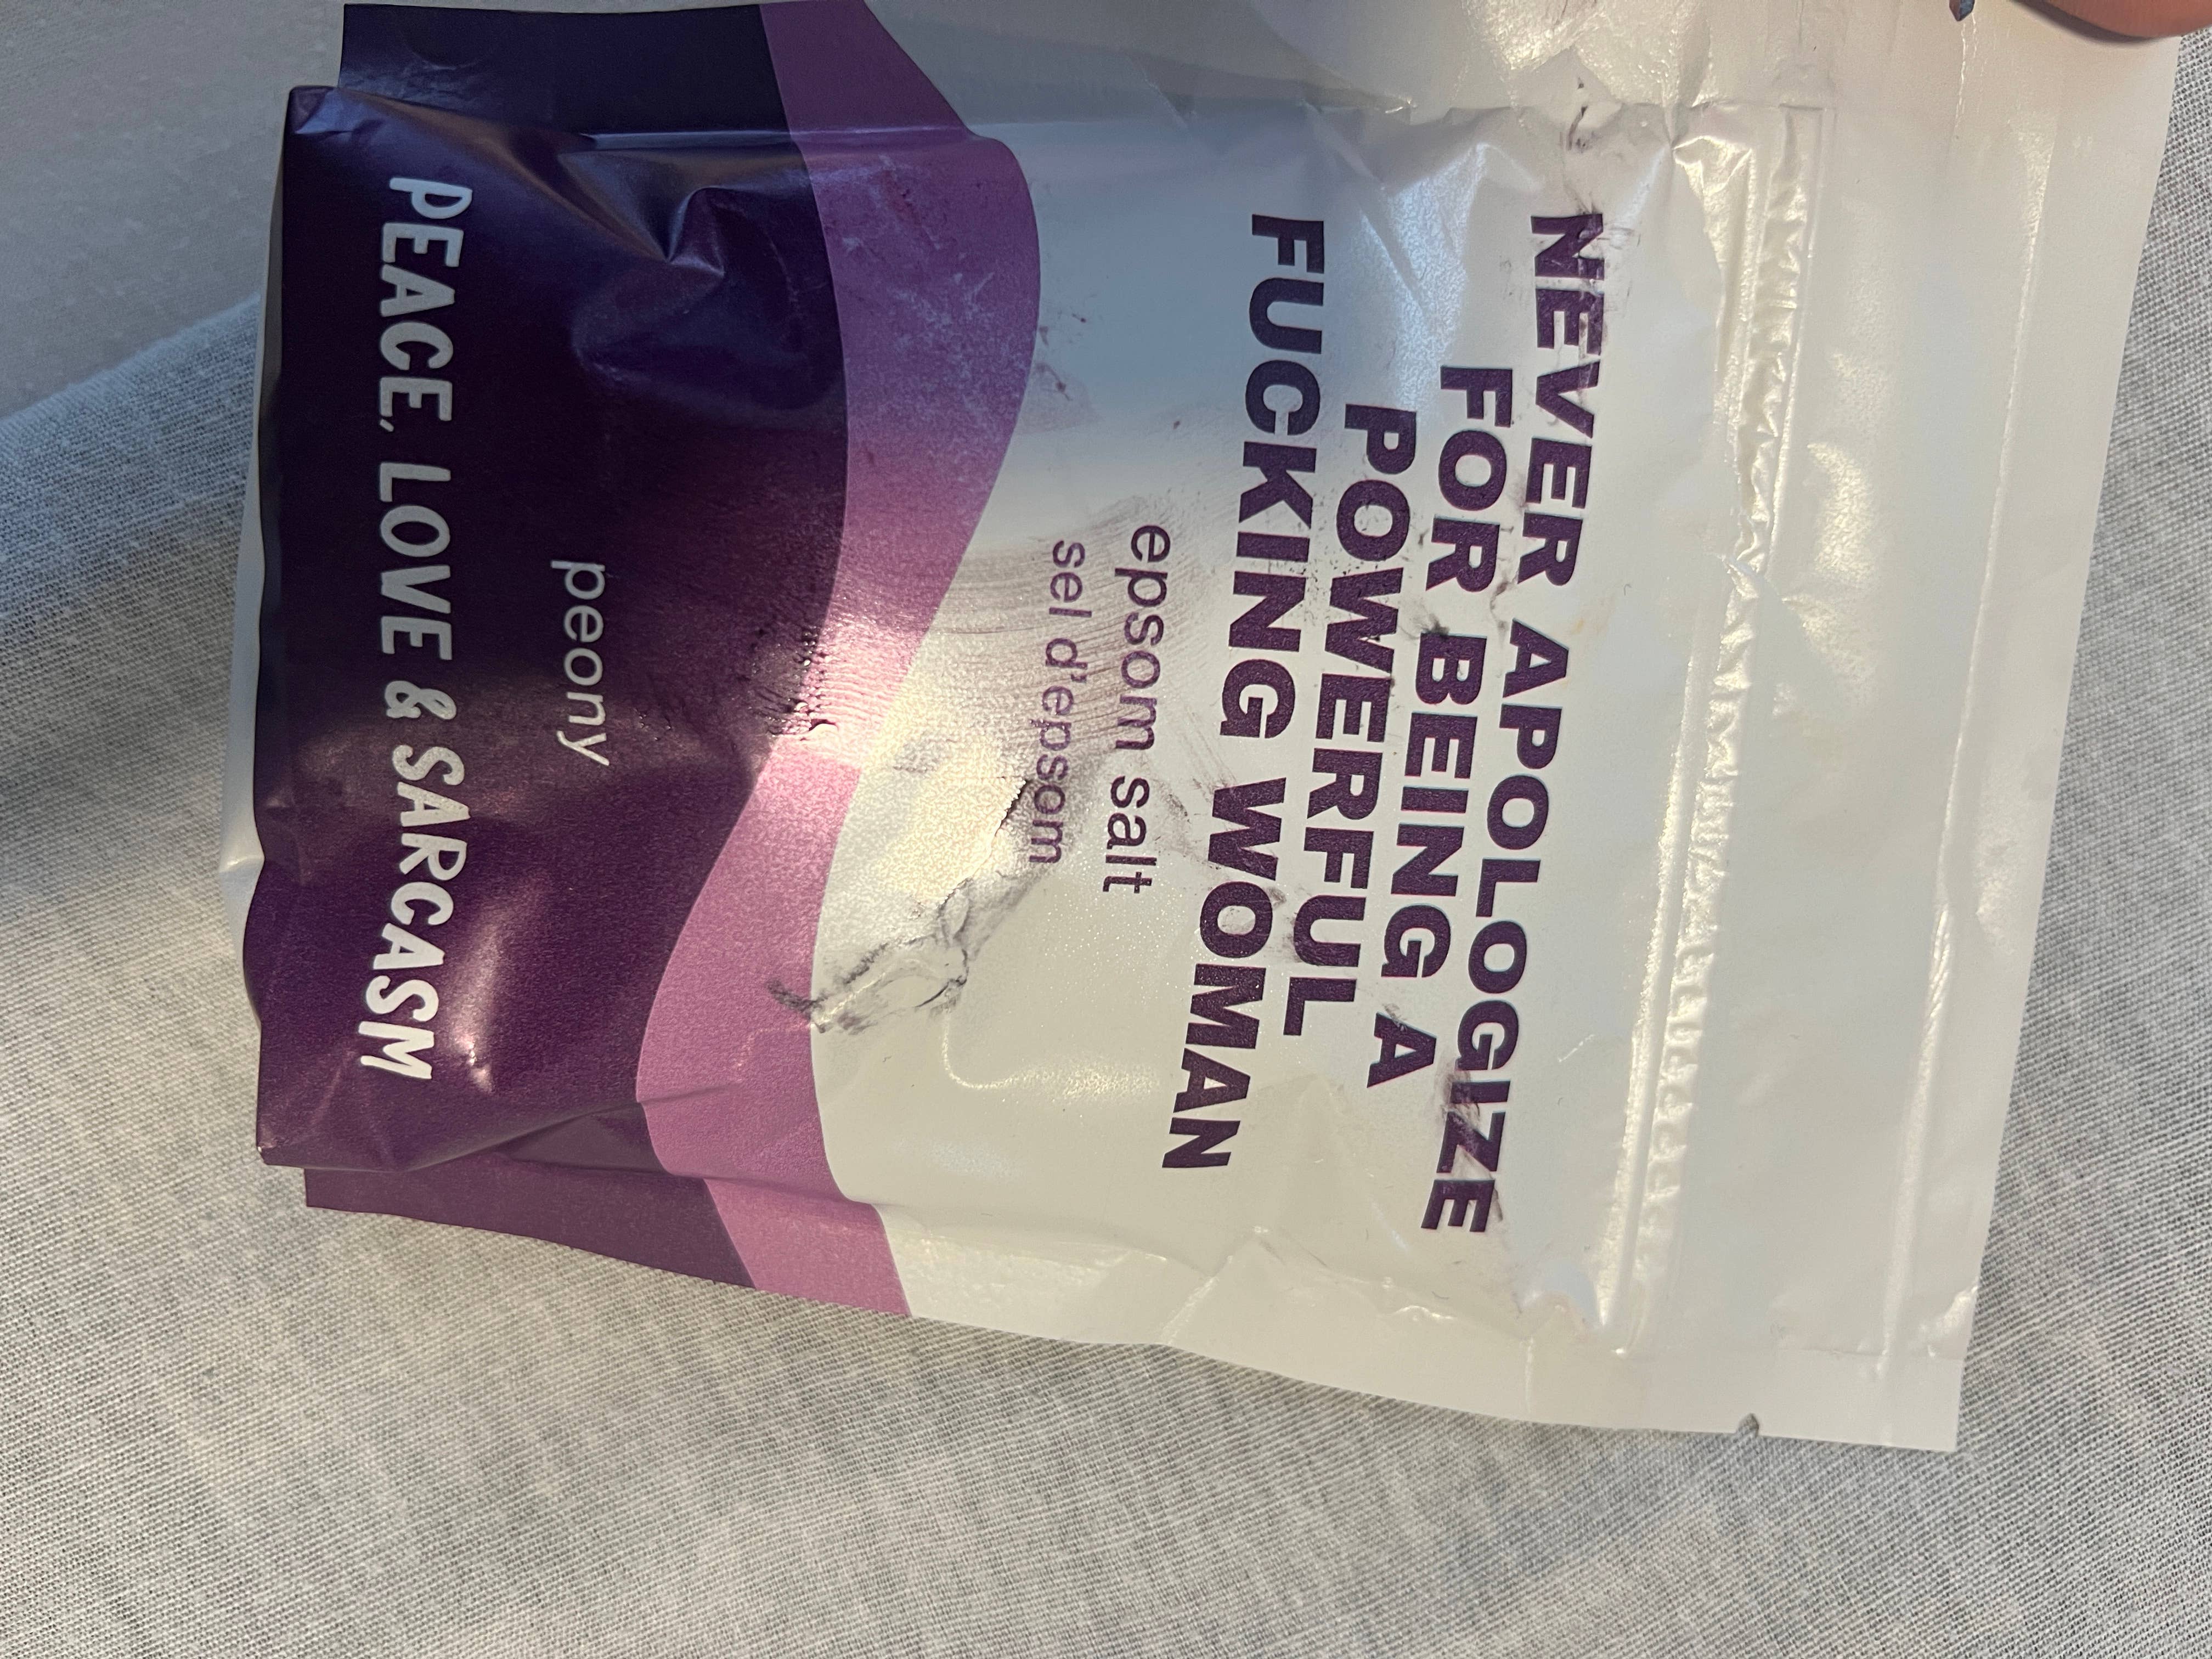 NEVER APOLOGIZE
FOR BEING A
POWERFUL
FUCKING WOMAN
epsom salt
sel d'epsom
peony
PEACE, LOVE & SARCASM